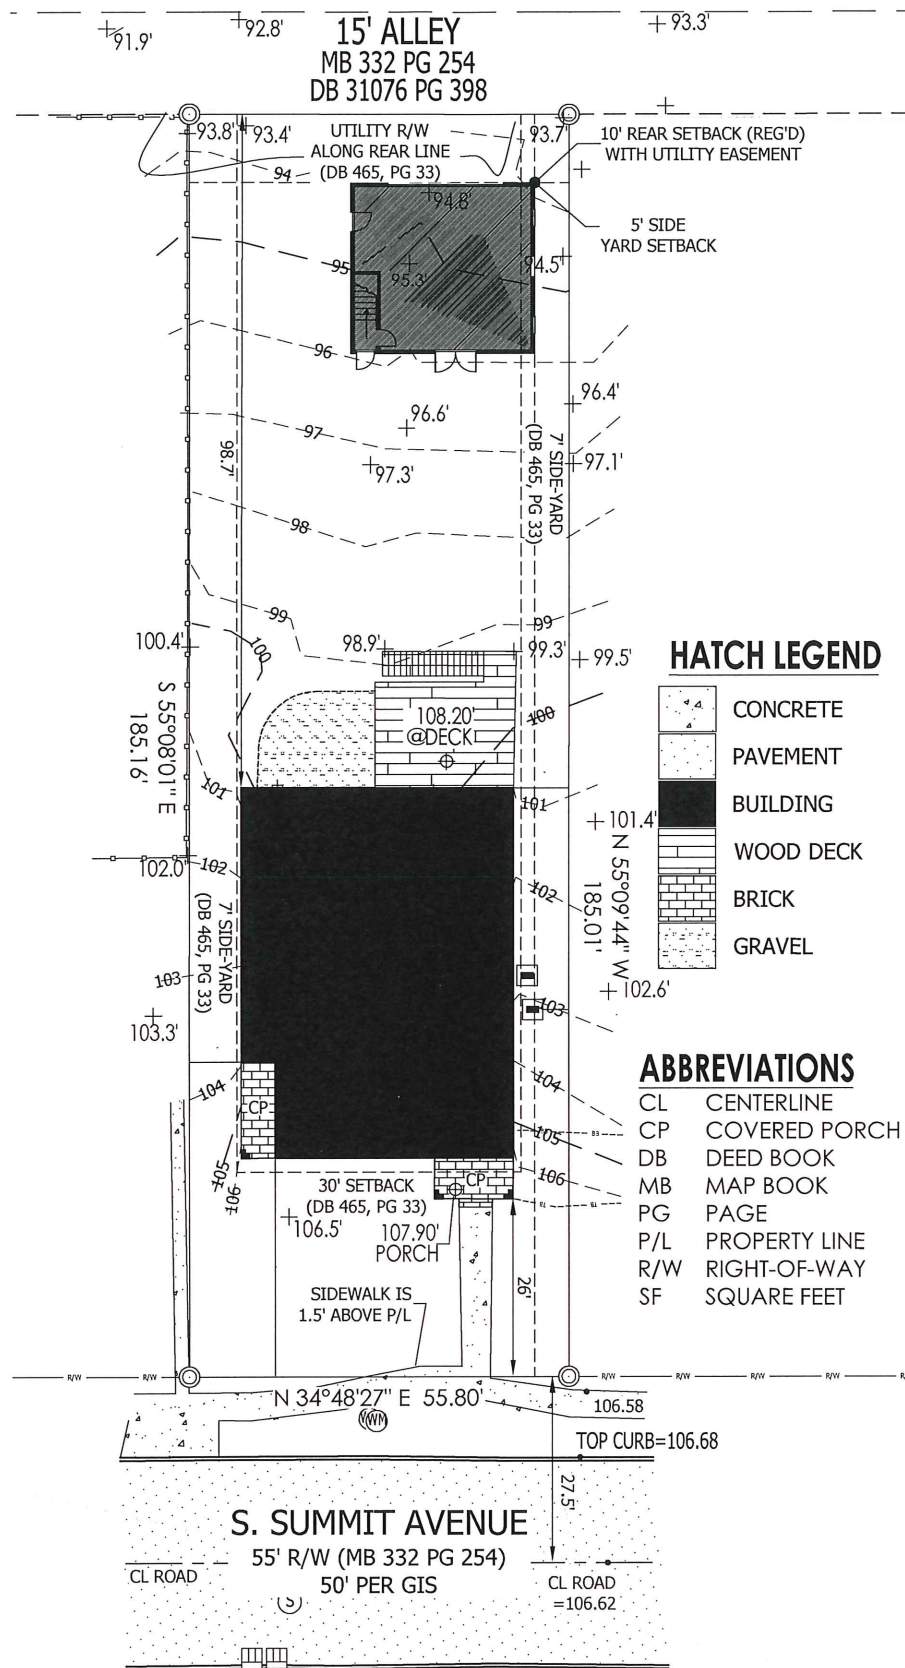 92.8'
93.3'
91.9'
15' ALLEY
MB 332 PG 254
DB 31076 PG 398
93.8'
93.4'
UTILITY R/W
ALONG REAR LINE
(DB 465, PG 33)
93.7'
10' REAR SETBACK (REG'D)
WITH UTILITY EASEMENT
94
94.8'
5' SIDE
YARD SETBACK
95
95.3'
94.5'
96
96.4'
96.6'
97
98.7'
97.3'
7' SIDE-YARD
(DB 465, PG 33)
97.1'
98
99
99
100.4'
100
98.9'
99.3'
99.5'
HATCH LEGEND
CONCRETE
PAVEMENT
BUILDING
WOOD DECK
BRICK
GRAVEL
S 55°08'01" E
185.16'
108.20'
@DECK
100
101
101
101.4'
102.0'
102
102
N 55°09'44" W
185.01'
7' SIDE-YARD
(DB 465, PG 33)
103
103
102.6'
103.3'
104
104
CP
105
105
106
106
ABBREVIATIONS
CL CENTERLINE
CP COVERED PORCH
DB DEED BOOK
MB MAP BOOK
PG PAGE
P/L PROPERTY LINE
R/W RIGHT-OF-WAY
SF SQUARE FEET
30' SETBACK
(DB 465, PG 33)
CP
106.5'
107.90'
PORCH
SIDEWALK IS
1.5' ABOVE P/L
26'
R/W R/W R/W R/W R/W R/W
N 34°48'27" E 55.80'
106.58
WM
TOP CURB=106.68
27.5'
S. SUMMIT AVENUE
55' R/W (MB 332 PG 254)
50' PER GIS
CL ROAD
CL ROAD
=106.62
S